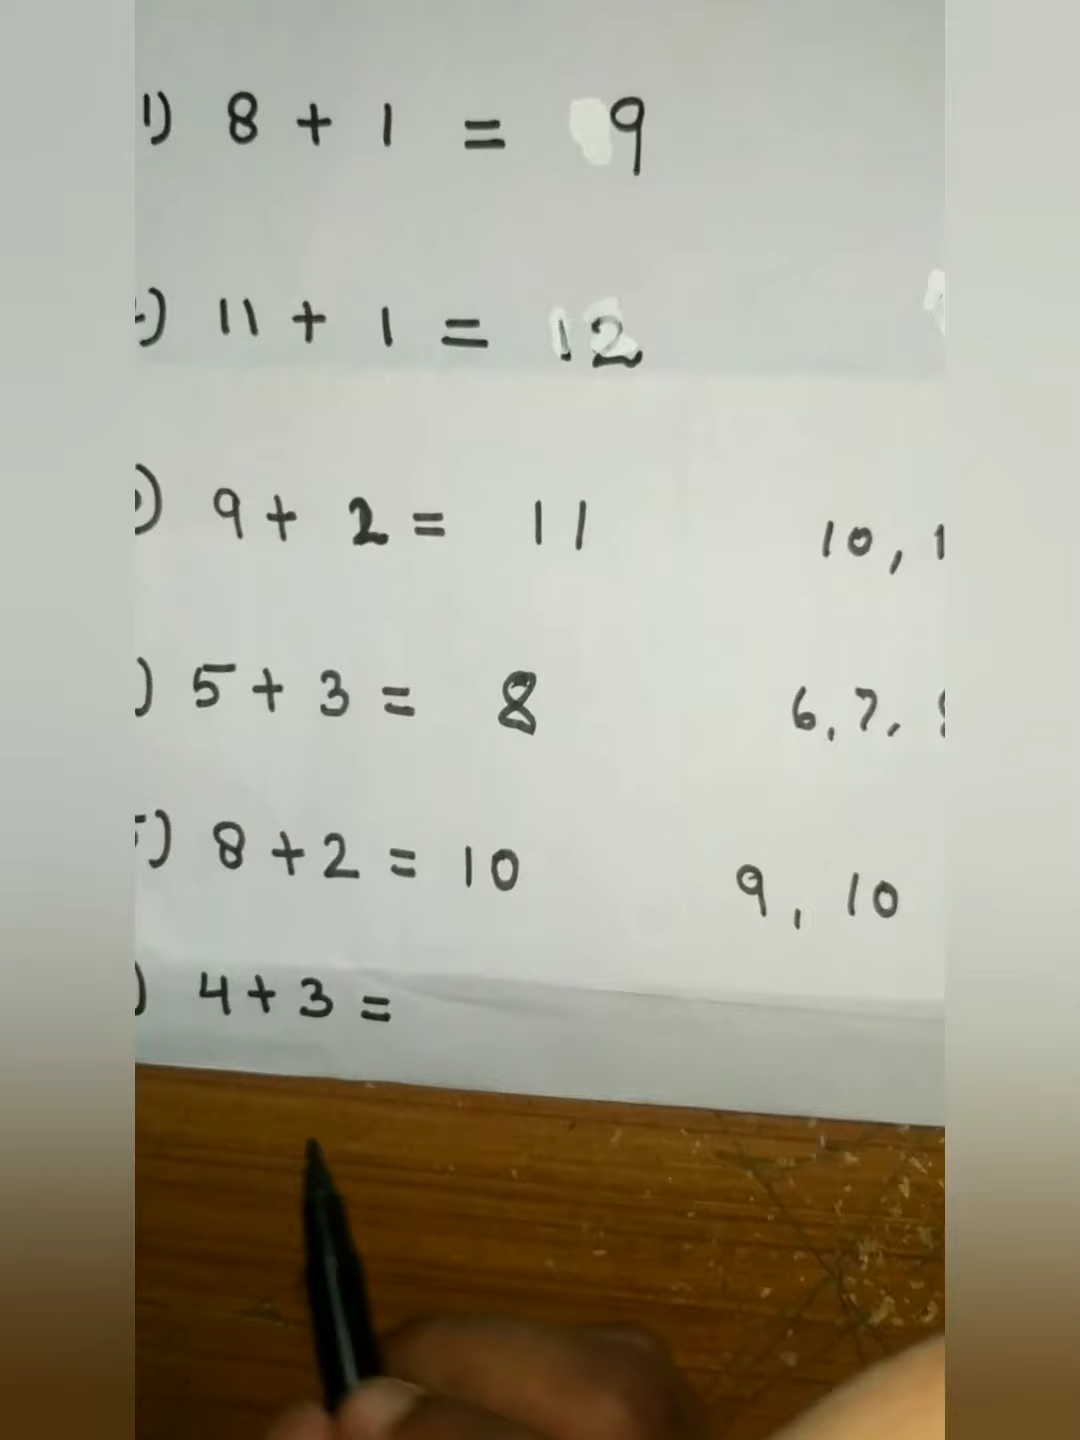 1) 8 + 1 = 9
) 11 + 1 = 12
) 9 + 2 = 11 10, 1
) 5 + 3 = 8 6, 7,
) 8 + 2 = 10 9, 10
) 4 + 3 =